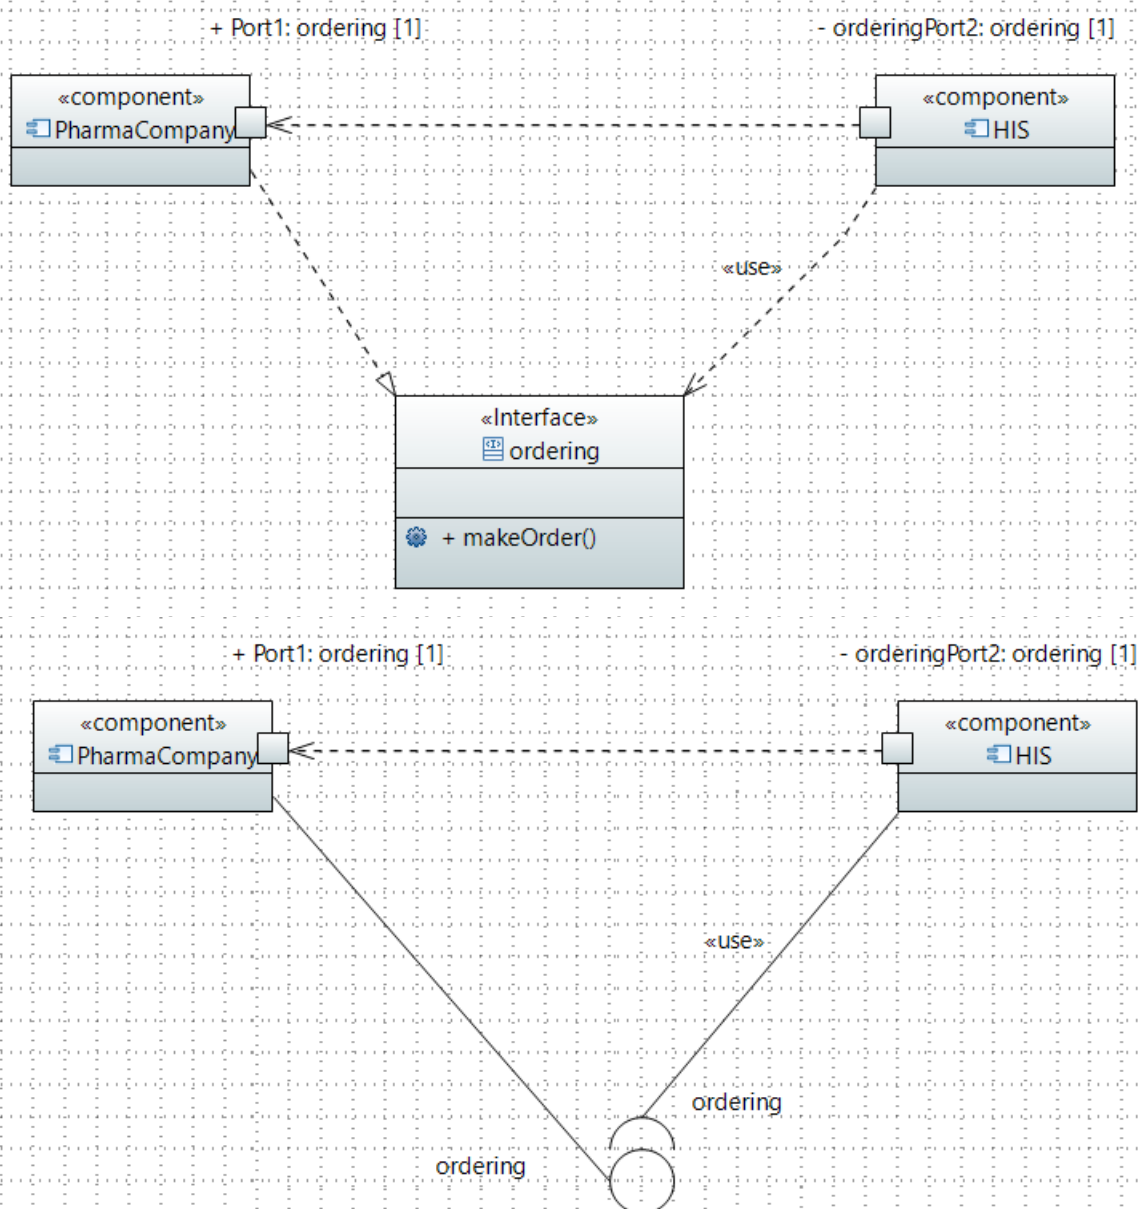 + Port1: ordering [1]
- orderingPort2: ordering [1]
«component»
PharmaCompany
«component»
HIS
«use»
«Interface»
ordering
+ makeOrder()
+ Port1: ordering [1]
- orderingPort2: ordering [1]
«component»
PharmaCompany
«component»
HIS
«use»
ordering
ordering